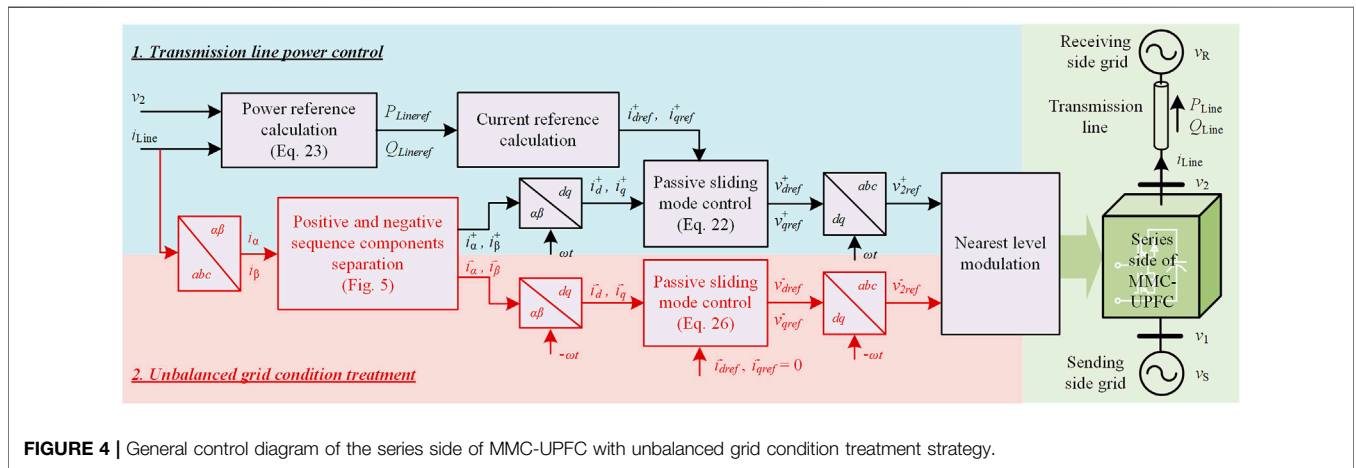 1. Transmission line power control
v2
iLine
Power reference
calculation
(Eq. 23)
PLineref
QLineref
Current reference
calculation
i+dref, i+qref
αβ
abc
iα
iβ
Positive and negative
sequence components
separation
(Fig. 5)
i+α, i+β
i-α, i-β
dq
αβ
ωt
i+d, i+q
Passive sliding
mode control
(Eq. 22)
v+dref
v+qref
abc
dq
ωt
v+2ref
dq
αβ
-ωt
i-d, i-q
Passive sliding
mode control
(Eq. 26)
i-dref, i-qref = 0
v-dref
v-qref
abc
dq
-ωt
v-2ref
Nearest level
modulation
2. Unbalanced grid condition treatment
Receiving
side grid
vR
Transmission
line
PLine
QLine
iLine
v2
Series
side of
MMC-
UPFC
v1
Sending
side grid
vS
FIGURE 4 | General control diagram of the series side of MMC-UPFC with unbalanced grid condition treatment strategy.